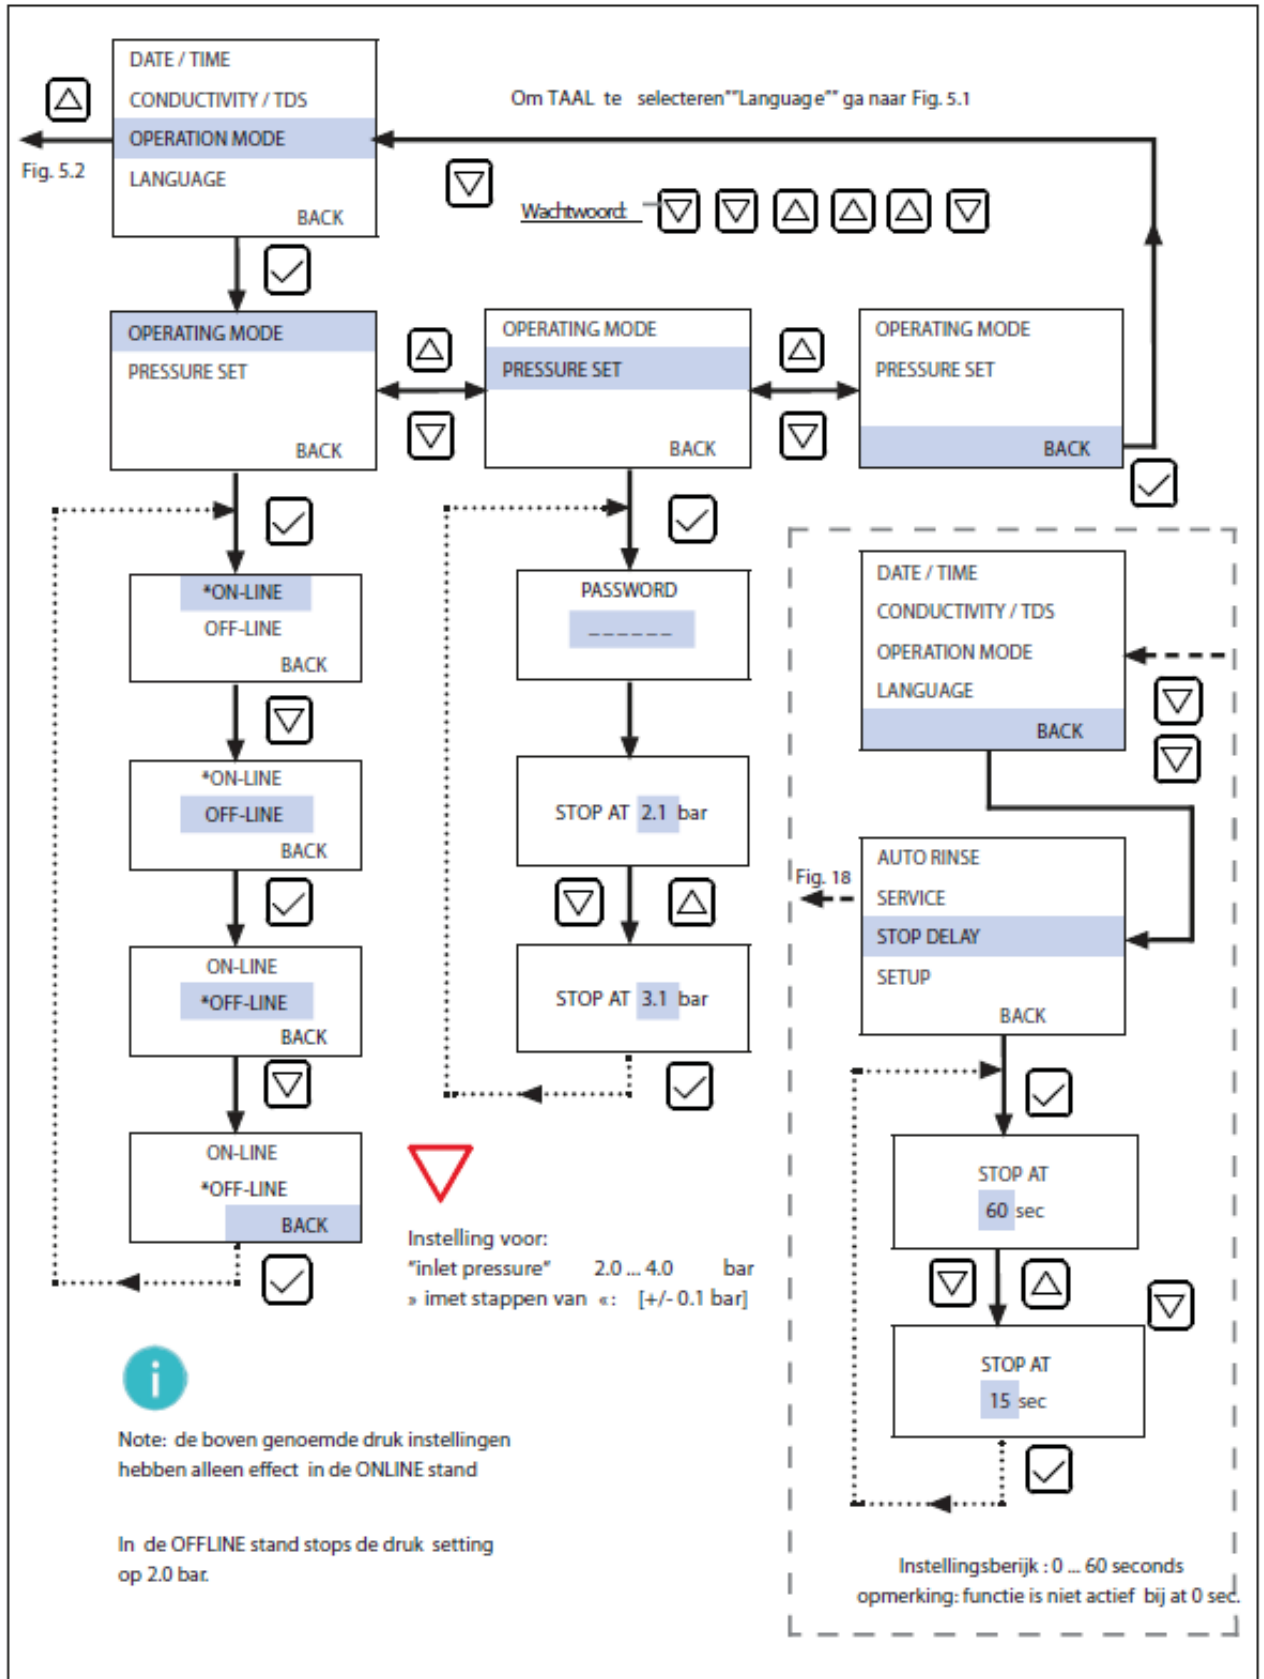 DATE / TIME
CONDUCTIVITY / TDS
OPERATION MODE
LANGUAGE
BACK
Fig. 5.2
Om TAAL te selecteren""Language"" ga naar Fig. 5.1
Wachtwoord:
OPERATING MODE
PRESSURE SET
BACK
OPERATING MODE
PRESSURE SET
BACK
OPERATING MODE
PRESSURE SET
BACK
*ON-LINE
OFF-LINE
BACK
*ON-LINE
OFF-LINE
BACK
ON-LINE
*OFF-LINE
BACK
ON-LINE
*OFF-LINE
BACK
PASSWORD
_ _ _ _ _ _
STOP AT 2.1 bar
STOP AT 3.1 bar
Instelling voor:
"inlet pressure" 2.0 ... 4.0 bar
» imet stappen van «: [+/- 0.1 bar]
DATE / TIME
CONDUCTIVITY / TDS
OPERATION MODE
LANGUAGE
BACK
Fig. 18
AUTO RINSE
SERVICE
STOP DELAY
SETUP
BACK
STOP AT
60 sec
STOP AT
15 sec
Instellingsberijk : 0 ... 60 seconds
opmerking: functie is niet actief bij at 0 sec.
i
Note: de boven genoemde druk instellingen
hebben alleen effect in de ONLINE stand
In de OFFLINE stand stops de druk setting
op 2.0 bar.